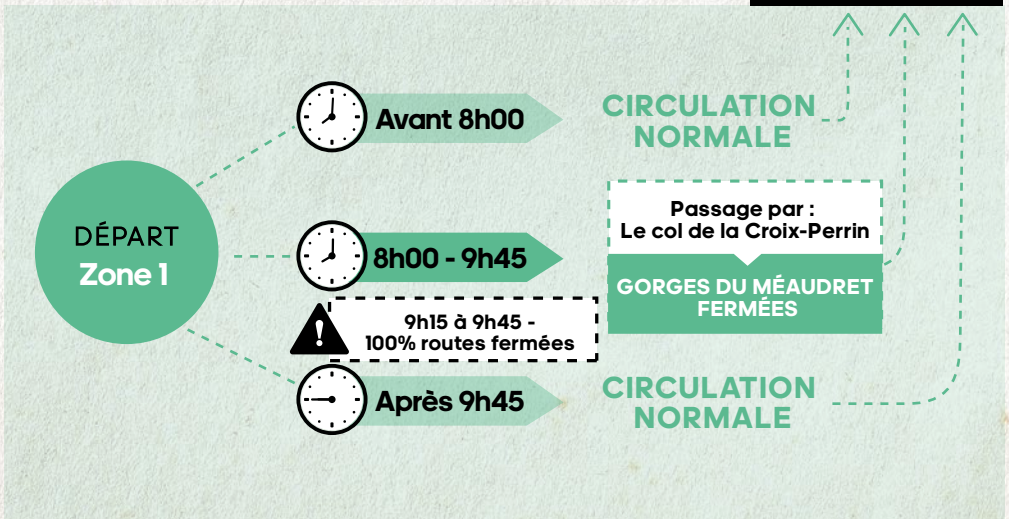 Avant 8h00
CIRCULATION
NORMALE
DÉPART
Zone 1
8h00 - 9h45
Passage par :
Le col de la Croix-Perrin
GORGES DU MÉAUDRET
FERMÉES
9h15 à 9h45 -
100% routes fermées
Après 9h45
CIRCULATION
NORMALE